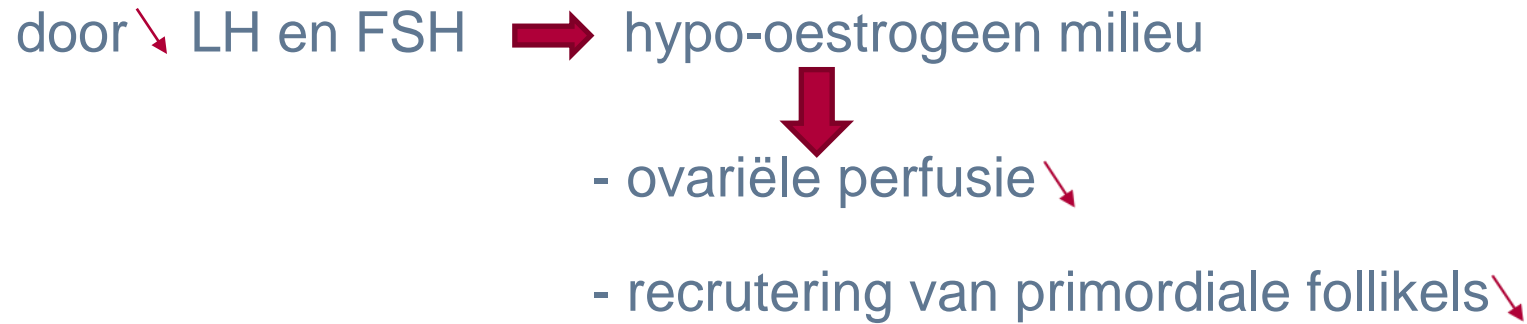 door LH en FSH hypo-oestrogeen milieu
- ovariële perfusie
- recrutering van primordiale follikels